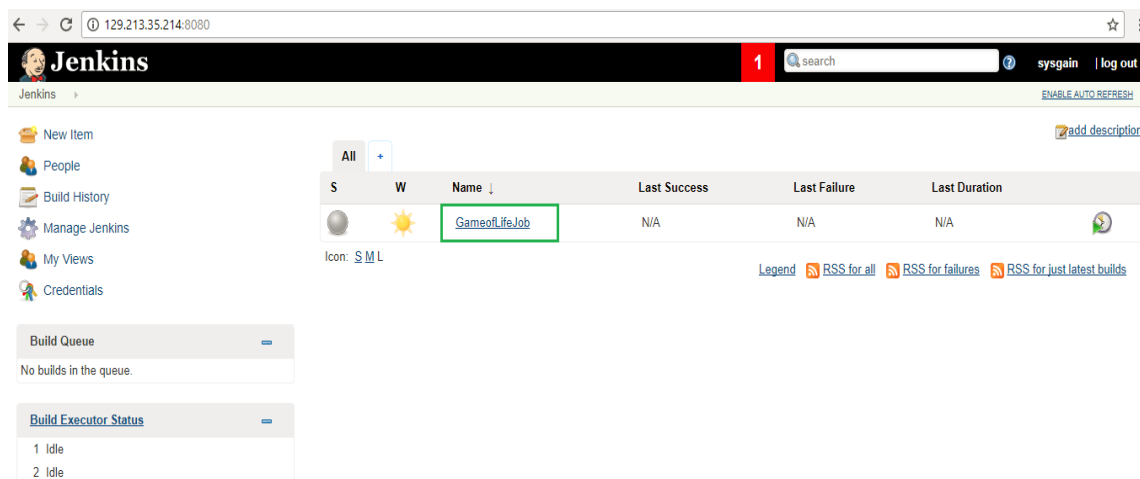 129.213.35.214:8080
Jenkins
1
search
sysgain | log out
Jenkins
ENABLE AUTO REFRESH
New Item
People
Build History
Manage Jenkins
My Views
Credentials
add description
All +
S W Name ↓ Last Success Last Failure Last Duration
GameofLifeJob N/A N/A N/A
Icon: S M L
Legend RSS for all RSS for failures RSS for just latest builds
Build Queue
No builds in the queue.
Build Executor Status
1 Idle
2 Idle